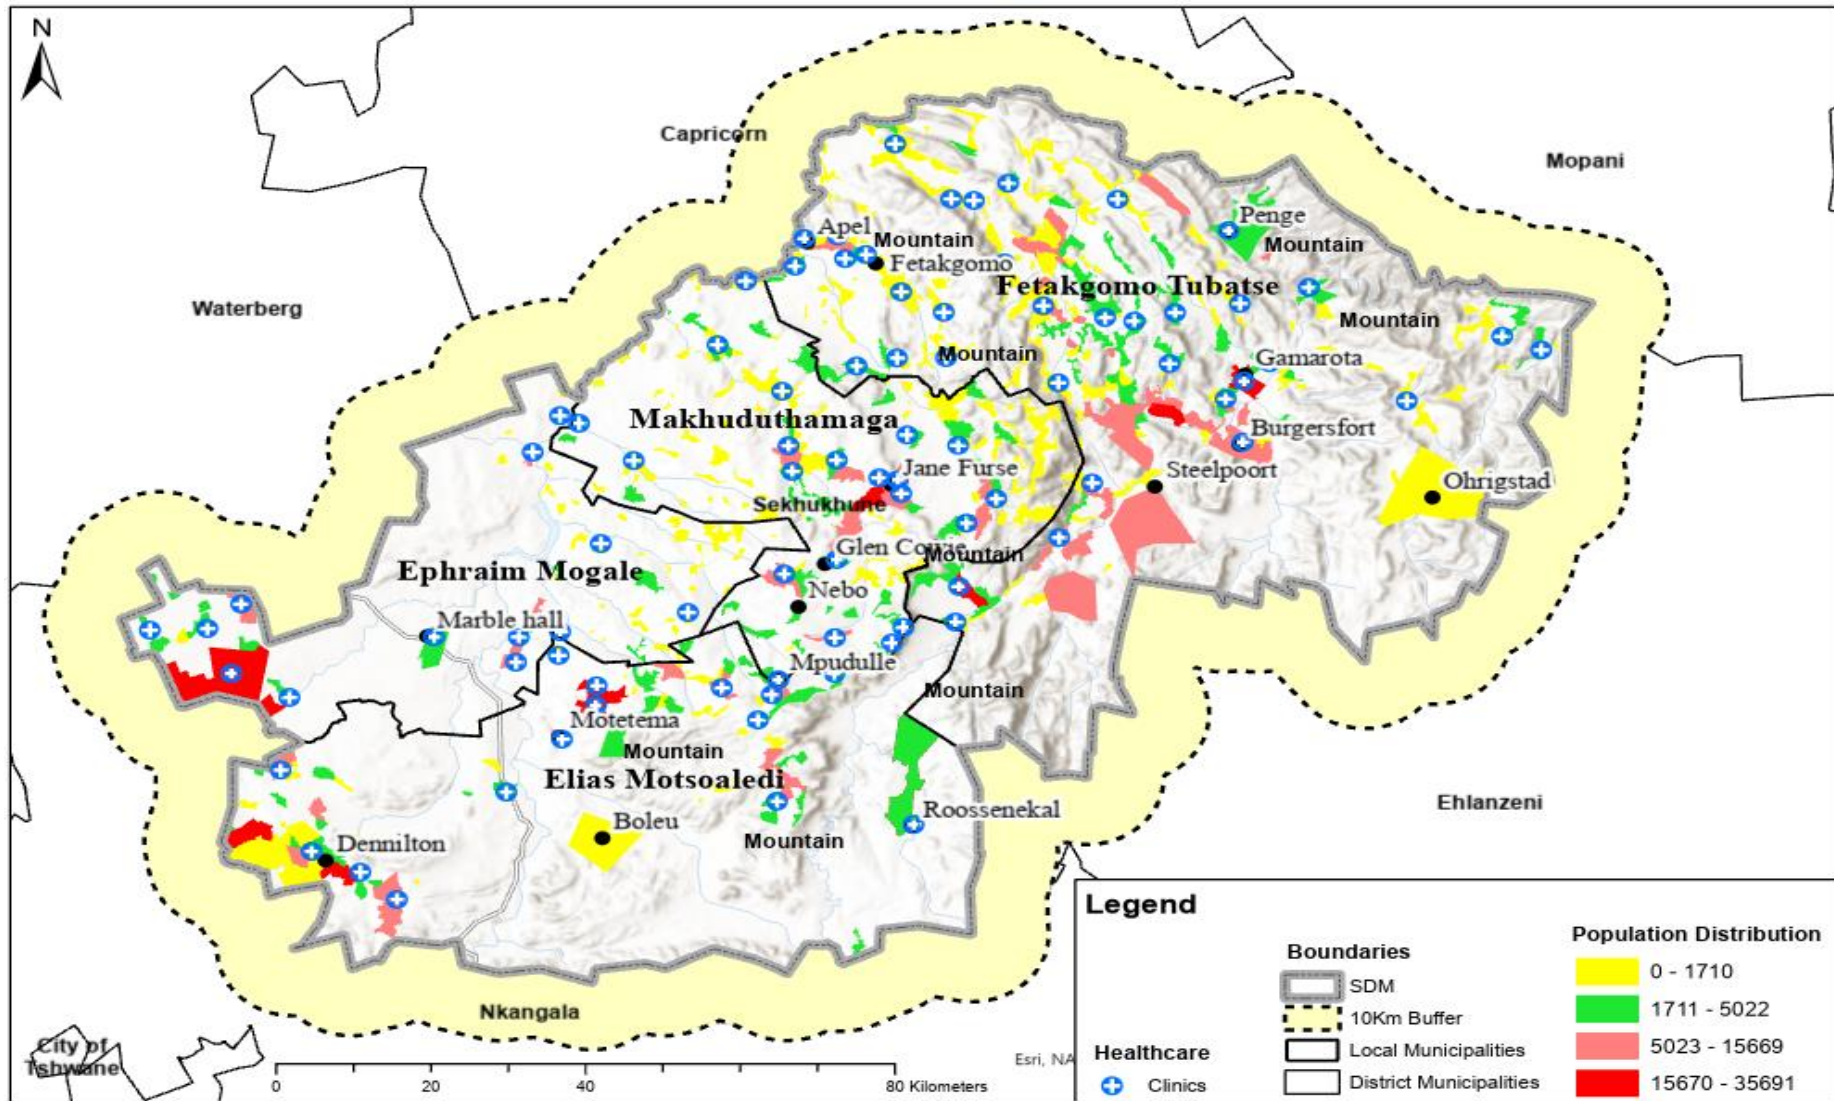 N
Capricorn
Mopani
Penge
Mountain
Apel
Mountain
Fetakgomo
Fetakgomo Tubatse
Waterberg
Mountain
Mountain
Gamarota
Makhuduthamaga
Burgersfort
Jane Furse
Steelpoort
Ohrigstad
Sekhukhune
Glen Cowie
Mountain
Ephraim Mogale
Nebo
Marble hall
Mpudulle
Mountain
Motetema
Mountain
Elias Motsoaledi
Ehlanzeni
Roossenekal
Boleu
Mountain
Dennilton
Nkangala
City of
Tshwane
0 20 40 80 Kilometers
Esri, NA
Legend
Healthcare
Clinics
Boundaries
SDM
10Km Buffer
Local Municipalities
District Municipalities
Population Distribution
0 - 1710
1711 - 5022
5023 - 15669
15670 - 35691